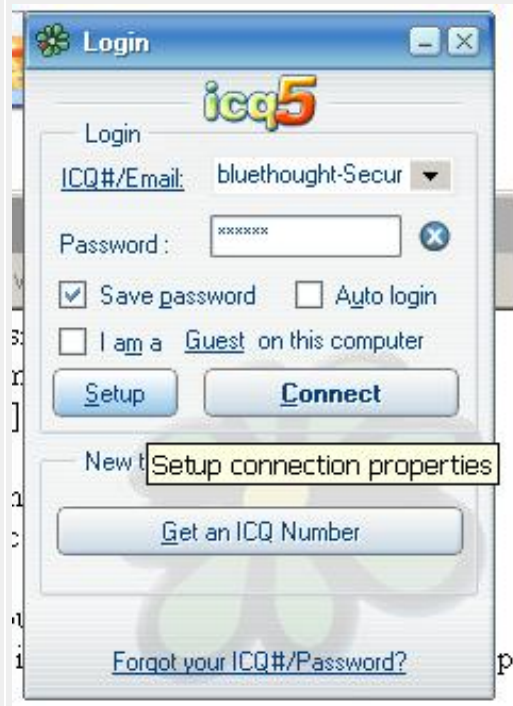 Login
icq5
Login
ICQ#/Email: bluethought-Secur
Password : ××××××
Save password Auto login
I am a Guest on this computer
Setup Connect
New t
Setup connection properties
Get an ICQ Number
Forgot your ICQ#/Password?